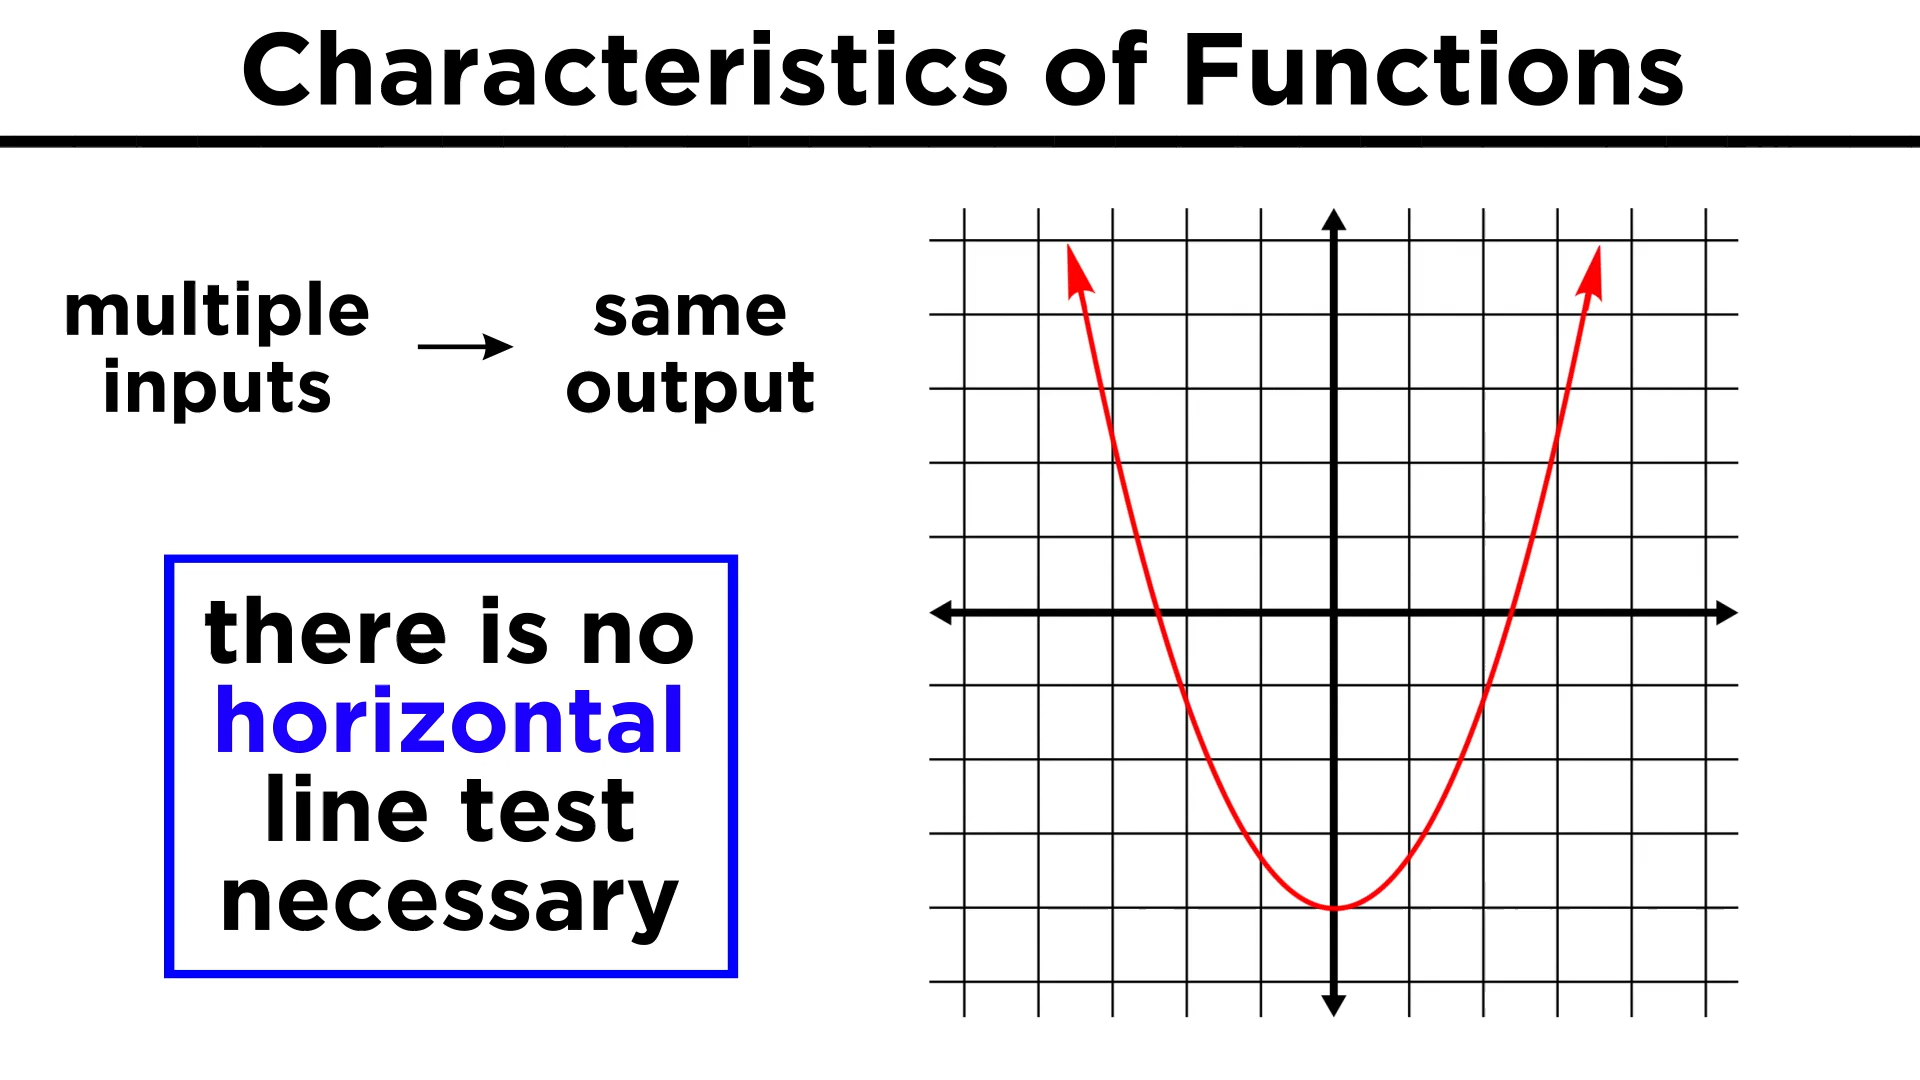 Characteristics of Functions
multiple
inputs
same
output
there is no
horizontal
line test
necessary